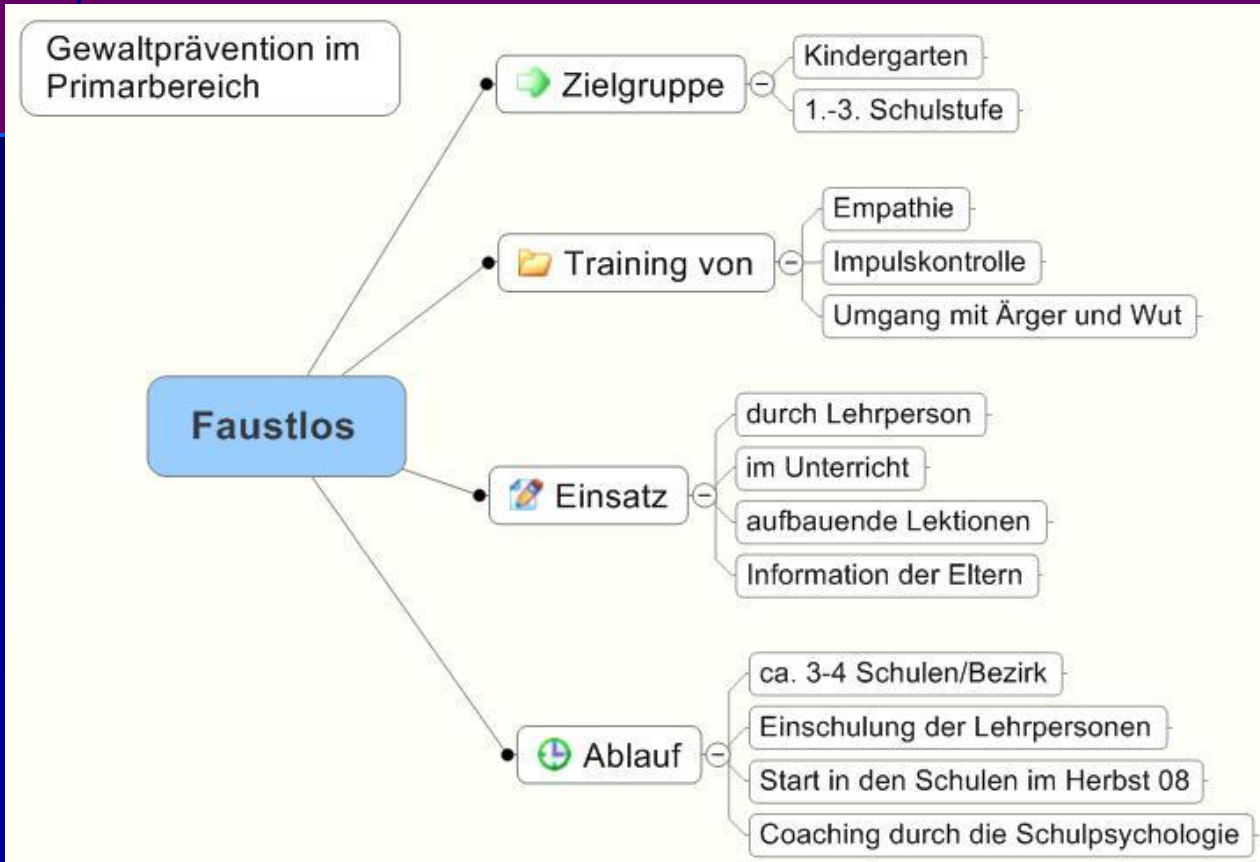 Gewaltprävention im
Primarbereich
Faustlos
Zielgruppe
Kindergarten
1.-3. Schulstufe
Training von
Empathie
Impulskontrolle
Umgang mit Ärger und Wut
Einsatz
durch Lehrperson
im Unterricht
aufbauende Lektionen
Information der Eltern
Ablauf
ca. 3-4 Schulen/Bezirk
Einschulung der Lehrpersonen
Start in den Schulen im Herbst 08
Coaching durch die Schulpsychologie